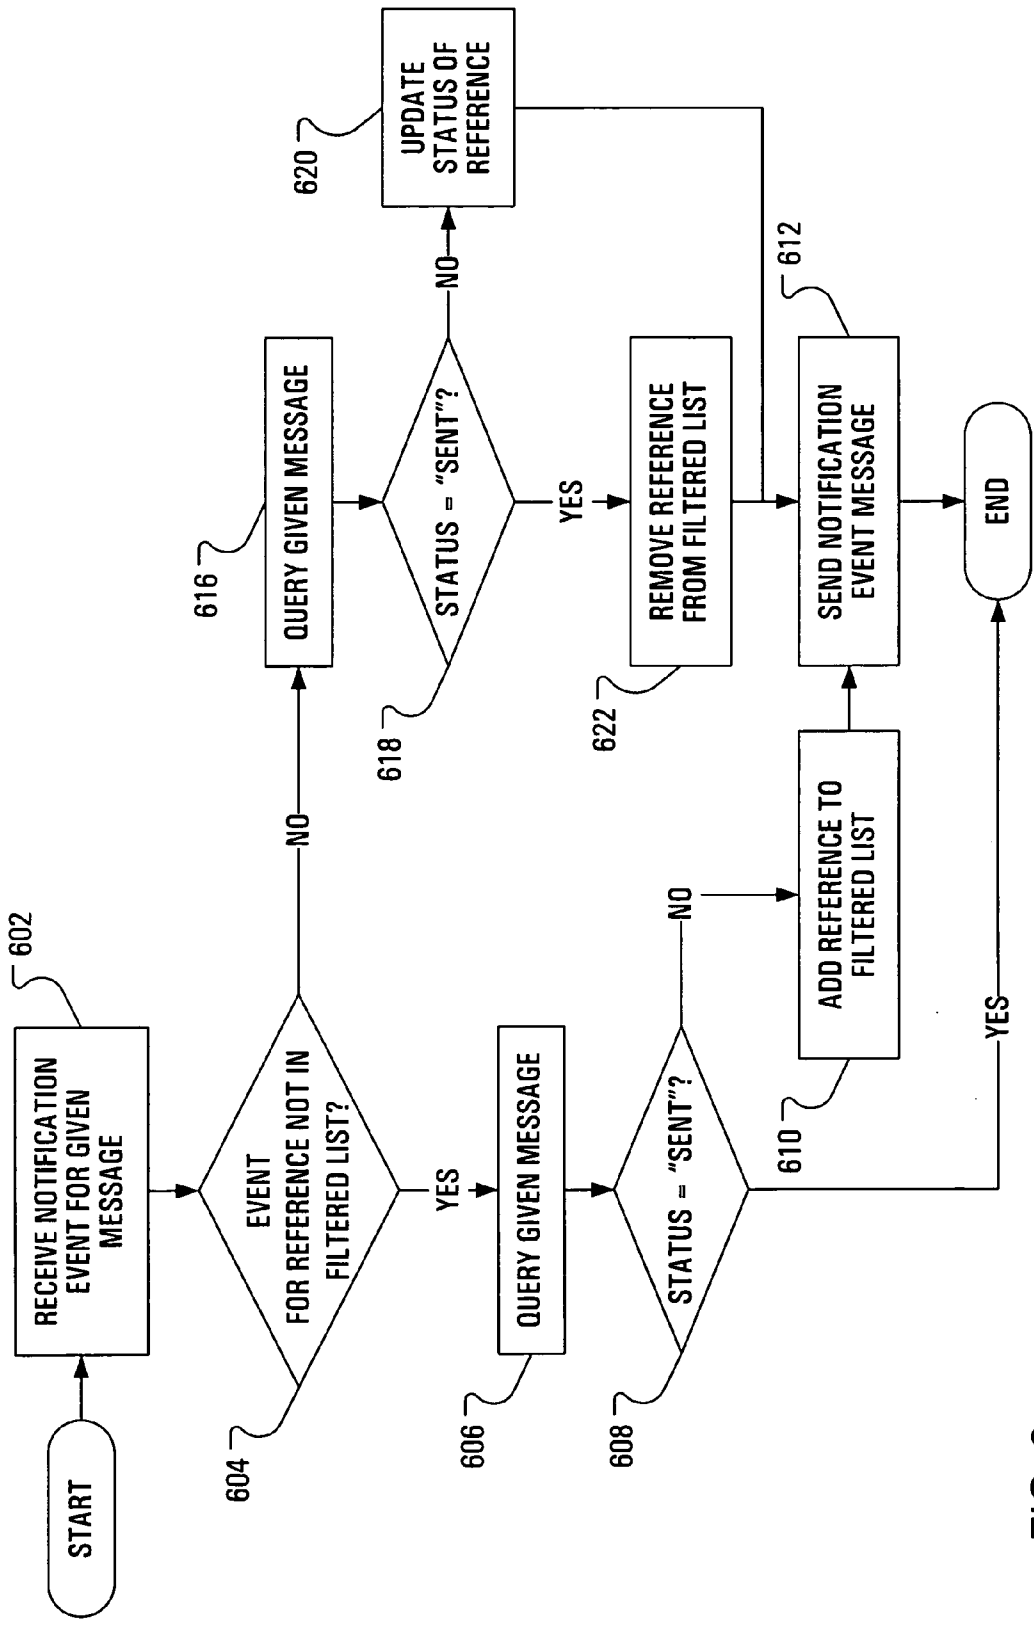 START
RECEIVE NOTIFICATION
EVENT FOR GIVEN
MESSAGE
602
EVENT
FOR REFERENCE NOT IN
FILTERED LIST?
604
NO
YES
QUERY GIVEN MESSAGE
606
STATUS = "SENT"?
608
NO
YES
ADD REFERENCE TO
FILTERED LIST
610
QUERY GIVEN MESSAGE
616
STATUS = "SENT"?
618
NO
YES
UPDATE
STATUS OF
REFERENCE
620
REMOVE REFERENCE
FROM FILTERED LIST
622
SEND NOTIFICATION
EVENT MESSAGE
612
END